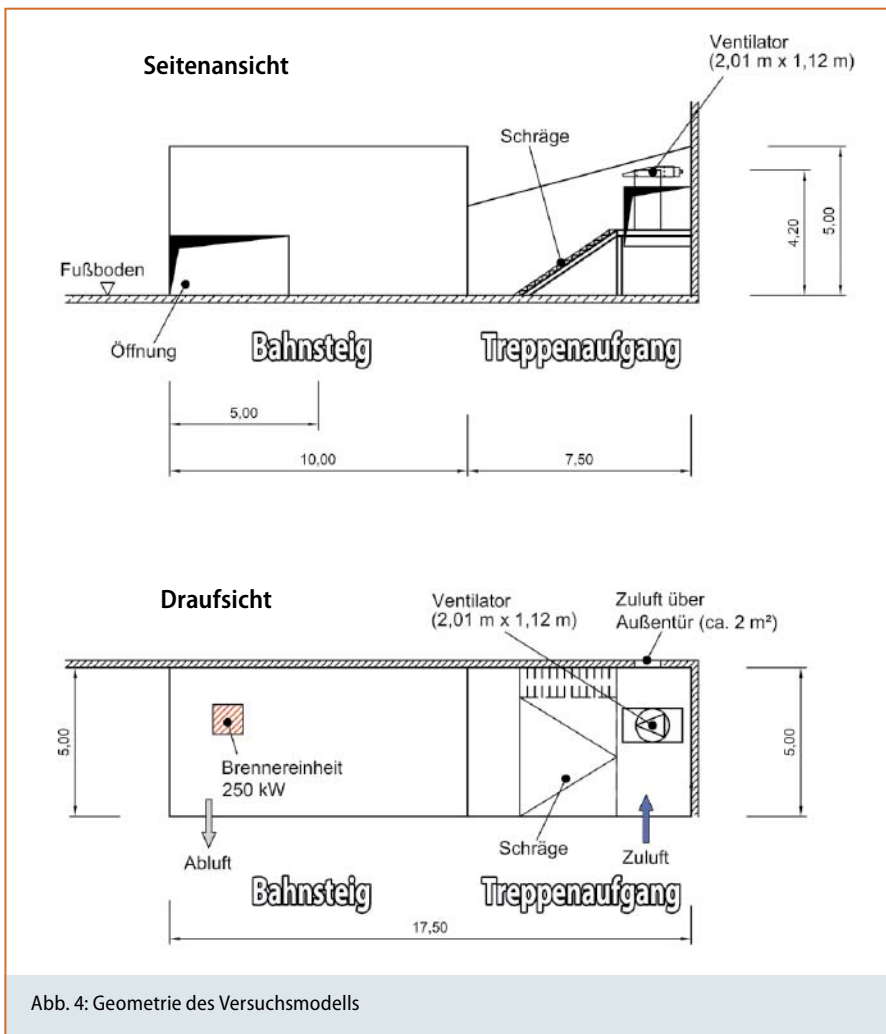 Seitenansicht
Ventilator
(2,01 m x 1,12 m)
Schräge
Fußboden
Öffnung
4,20
5,00
Bahnsteig
Treppenaufgang
5,00
10,00
7,50
Draufsicht
Ventilator
(2,01 m x 1,12 m)
Zuluft über
Außentür (ca. 2 m²)
5,00
5,00
Brennereinheit
250 kW
Abluft
Schräge
Zuluft
Bahnsteig
Treppenaufgang
17,50
Abb. 4: Geometrie des Versuchsmodells